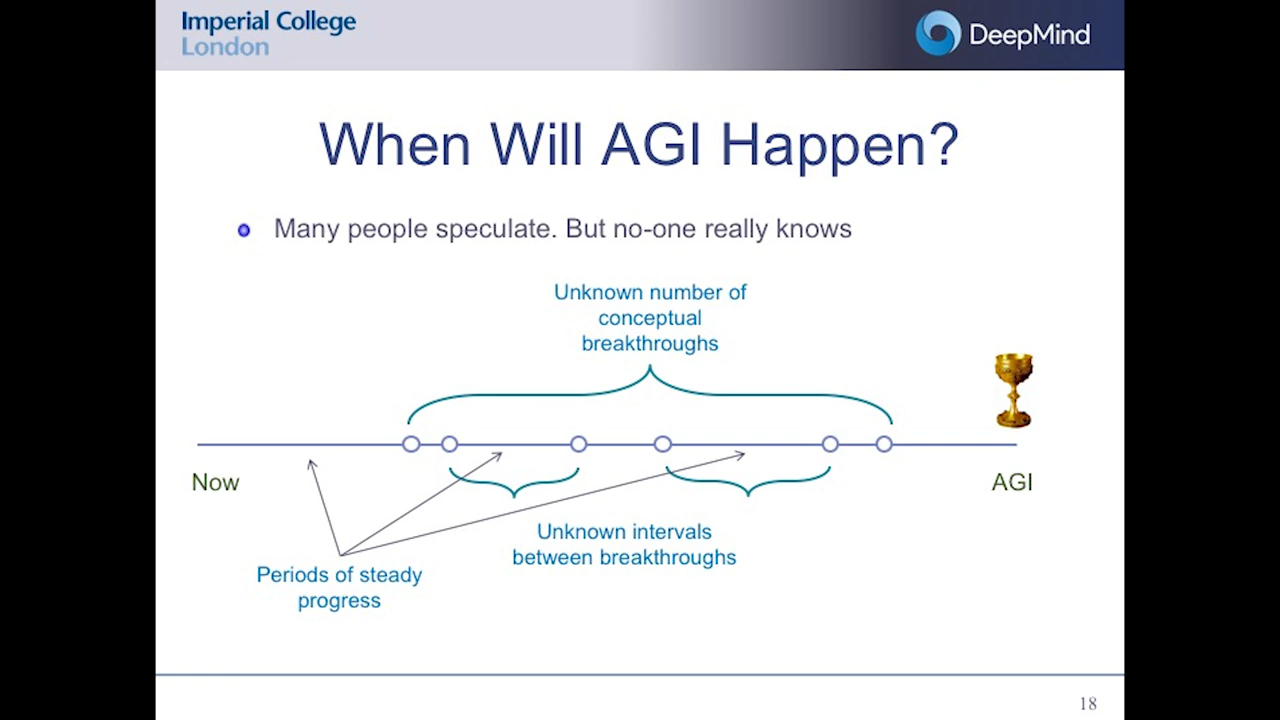 Imperial College
London
DeepMind
When Will AGI Happen?
Many people speculate. But no-one really knows
Unknown number of
conceptual
breakthroughs
Now
AGI
Unknown intervals
between breakthroughs
Periods of steady
progress
18